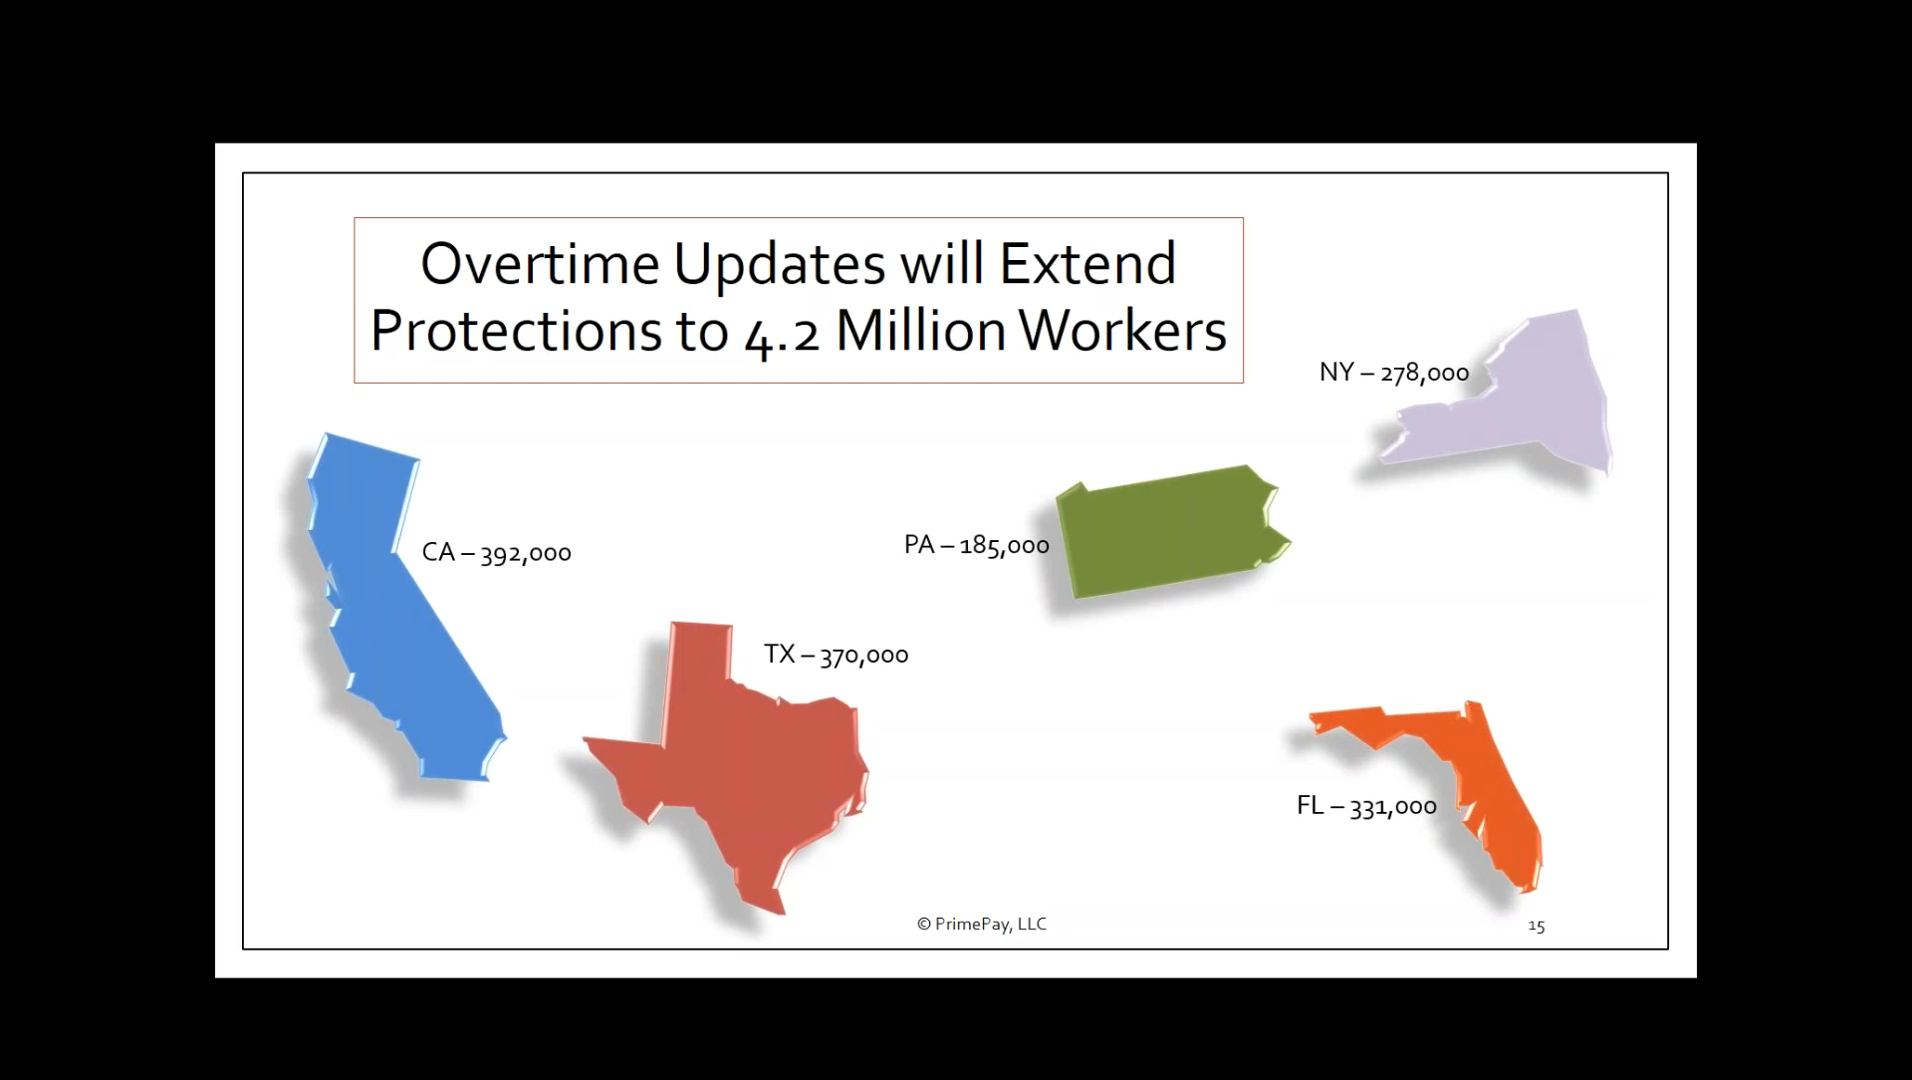 Overtime Updates will Extend
Protections to 4.2 Million Workers
NY – 278,000
CA – 392,000
PA – 185,000
TX – 370,000
FL – 331,000
© PrimePay, LLC
15